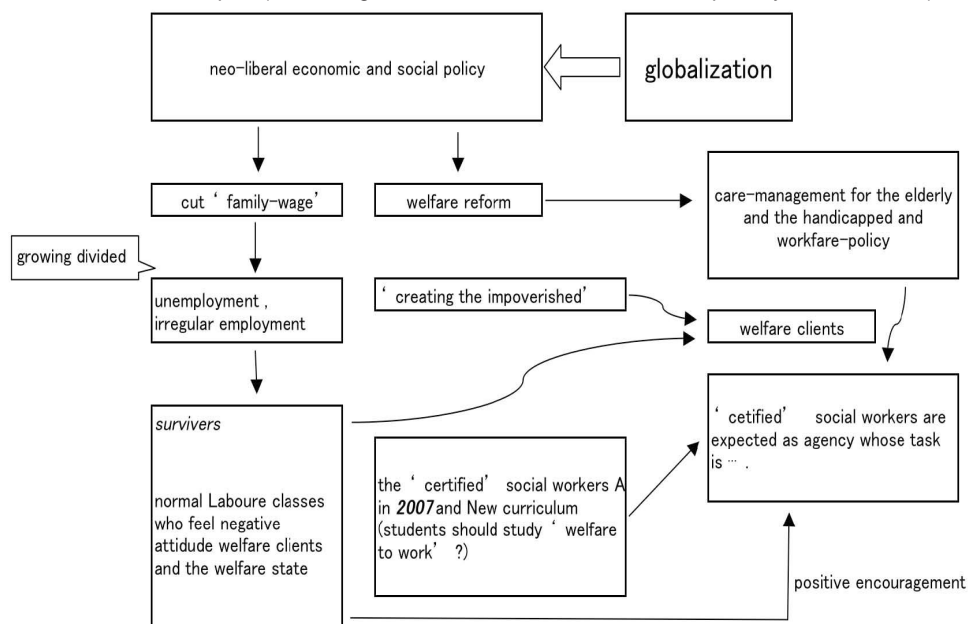 neo-liberal economic and social policy
globalization
cut ‘ family-wage’
welfare reform
care-management for the elderly
and the handicapped and
workfare-policy
growing divided
unemployment ,
irregular employment
‘ creating the impoverished’
welfare clients
survivers
normal Laboure classes
who feel negative
attidude welfare clients
and the welfare state
the ‘ certified’ social workers A
in 2007 and New curriculum
(students should study ‘ welfare
to work’ ?)
‘ cetified’ social workers are
expected as agency whose task
is … .
positive encouragement